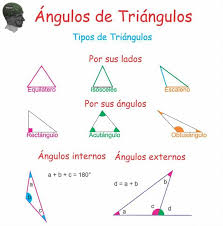 Ángulos de Triángulos
Tipos de Triángulos
Por sus lados
Equilátero Isósceles Escaleno
Por sus ángulos
Rectángulo Acutángulo Obtusángulo
Ángulos internos Ángulos externos
a + b + c = 180°
d = a + b
b
a
c
b
a c d